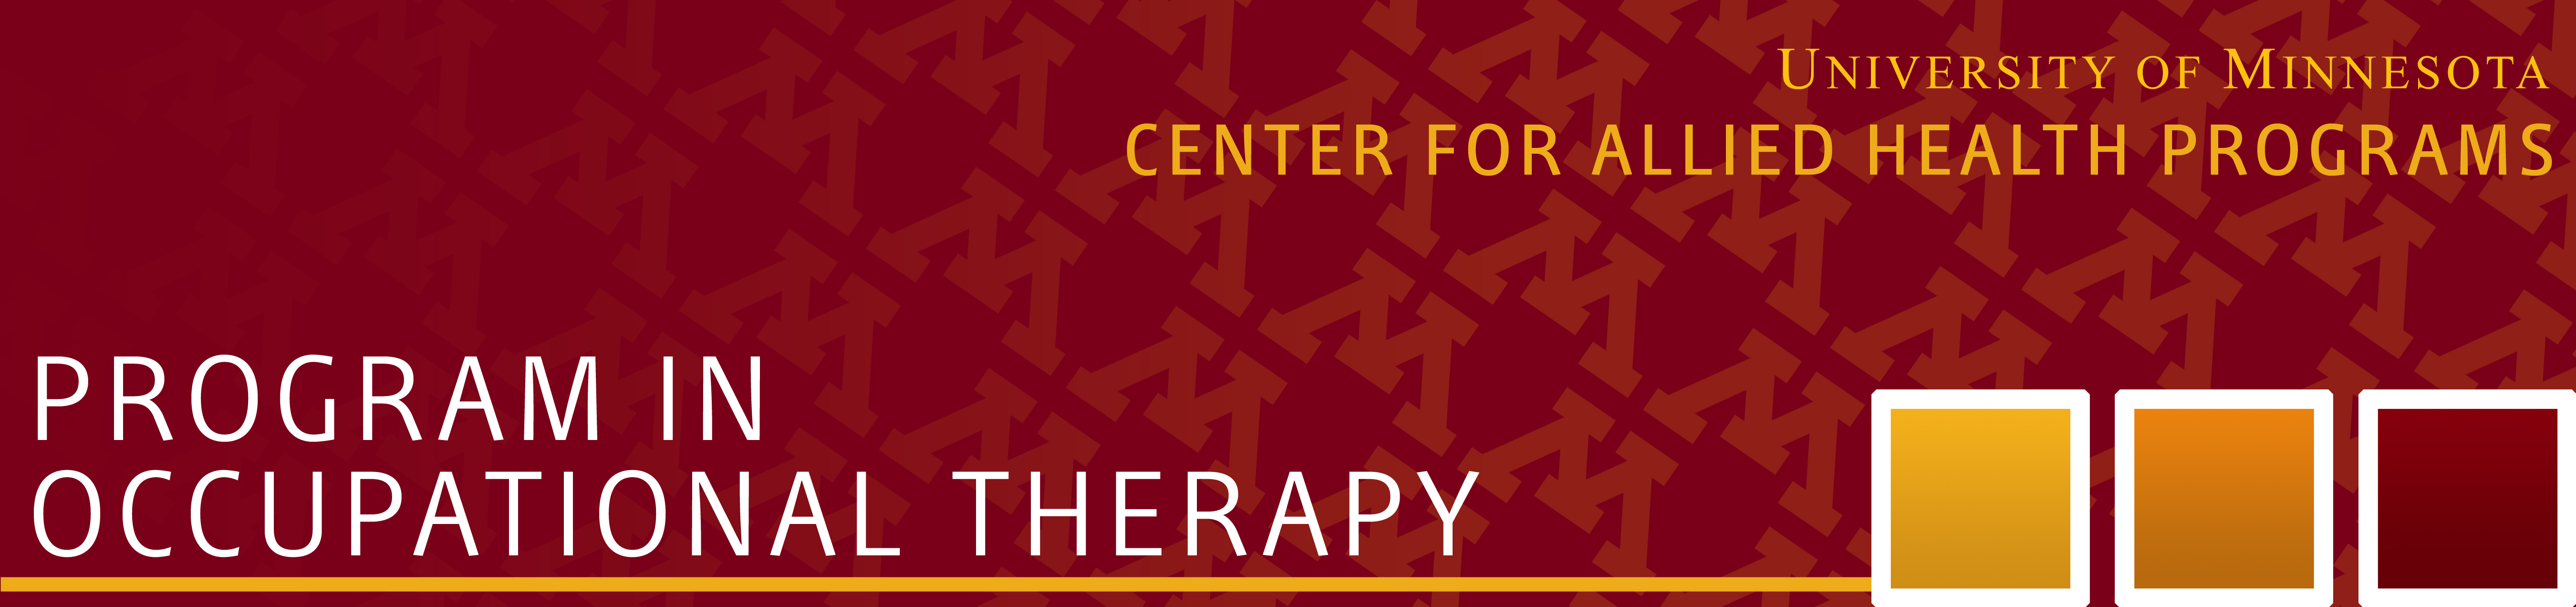 UNIVERSITY OF MINNESOTA
CENTER FOR ALLIED HEALTH PROGRAMS
PROGRAM IN
OCCUPATIONAL THERAPY